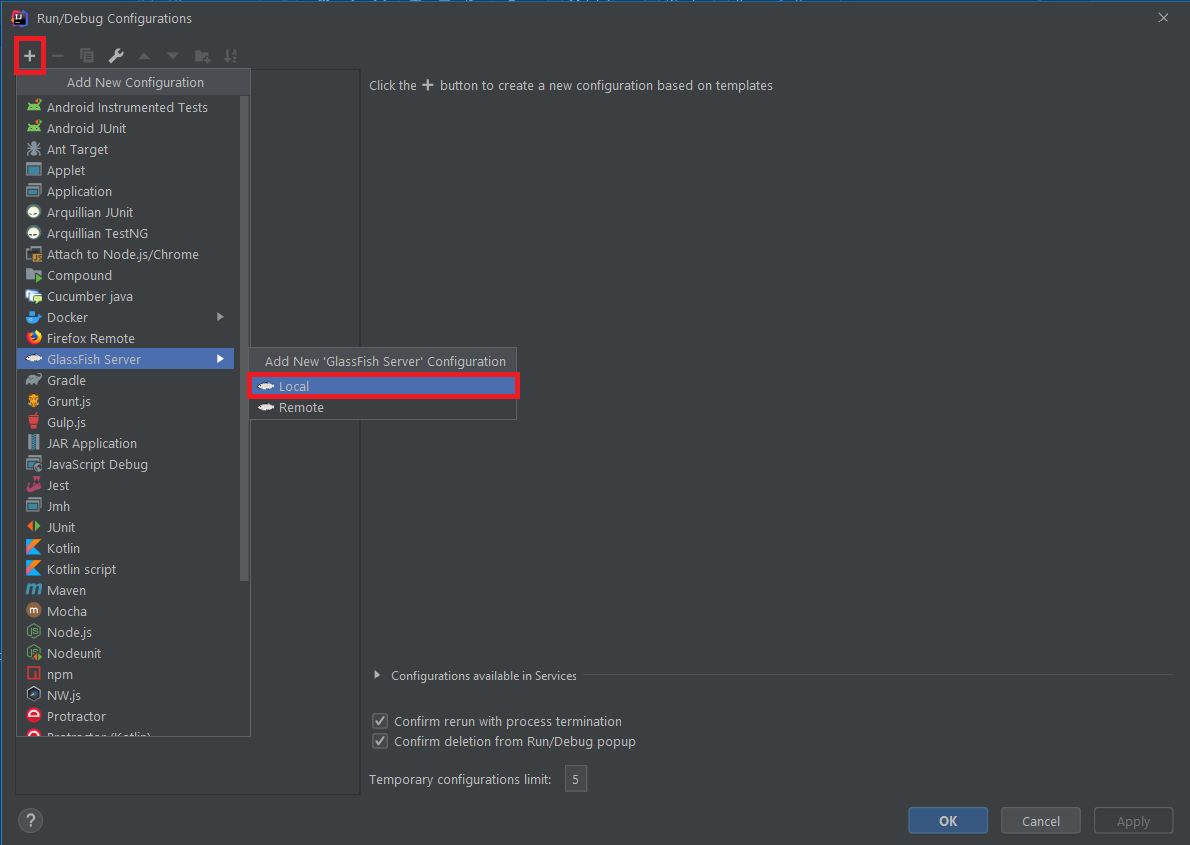 Run/Debug Configurations
Add New Configuration
Click the + button to create a new configuration based on templates
Android Instrumented Tests
Android JUnit
Ant Target
Applet
Application
Arquillian JUnit
Arquillian TestNG
Attach to Node.js/Chrome
Compound
Cucumber java
Docker
Firefox Remote
GlassFish Server
Add New 'GlassFish Server' Configuration
Local
Remote
Gradle
Grunt.js
Gulp.js
JAR Application
JavaScript Debug
Jest
Jmh
JUnit
Kotlin
Kotlin script
Maven
Mocha
Node.js
Nodeunit
npm
NW.js
Protractor
Protractor (Kotlin)
Configurations available in Services
Confirm rerun with process termination
Confirm deletion from Run/Debug popup
Temporary configurations limit: 5
? OK Cancel Apply